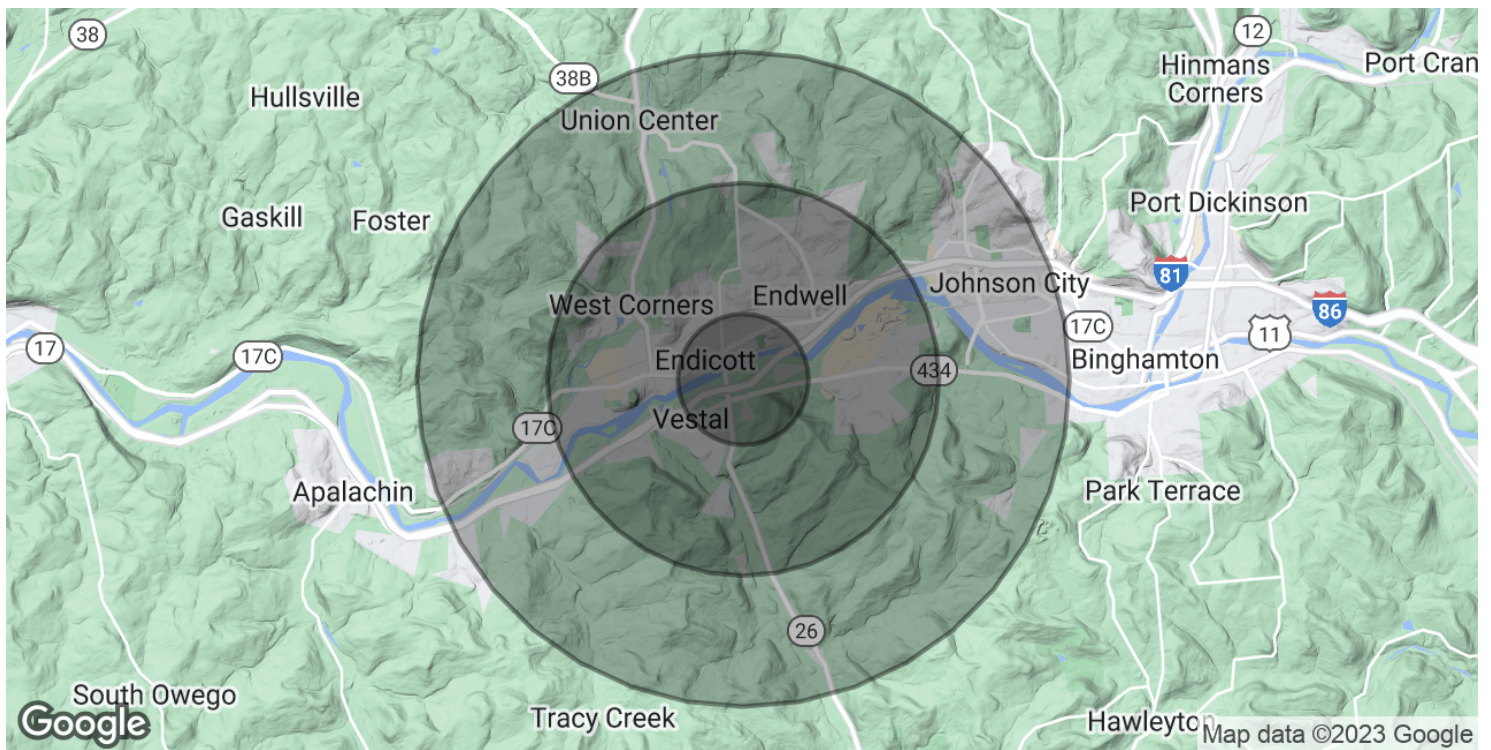 38
12
Hinmans
Corners
Port Cran
38B
Hullsville
Union Center
Port Dickinson
Gaskill
Foster
81
Johnson City
West Corners
Endwell
86
17C
11
17
17C
Endicott
Binghamton
434
Vestal
17C
Apalachin
Park Terrace
26
South Owego
Tracy Creek
Hawleyton
Google
Map data ©2023 Google